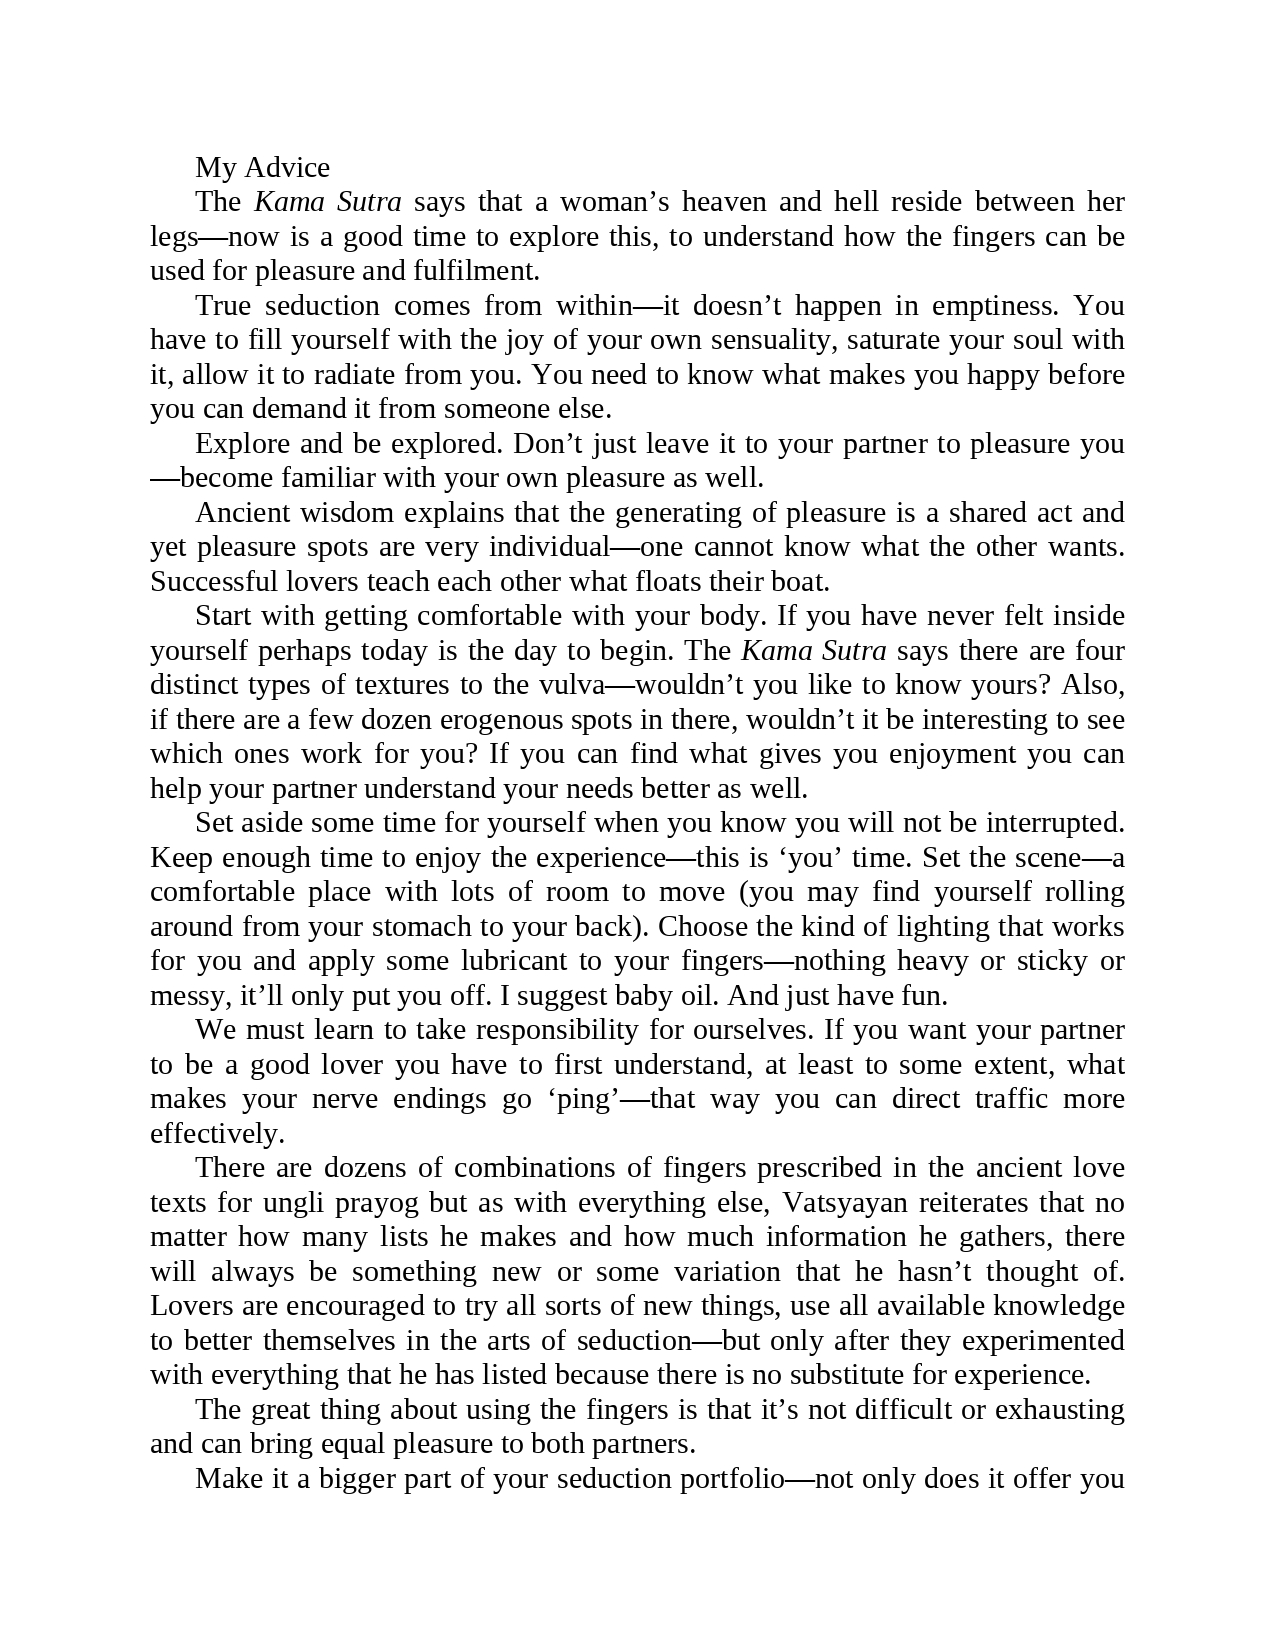 My Advice
The Kama Sutra says that a woman’s heaven and hell reside between her
legs—now is a good time to explore this, to understand how the fingers can be
used for pleasure and fulfilment.
True seduction comes from within—it doesn’t happen in emptiness. You
have to fill yourself with the joy of your own sensuality, saturate your soul with
it, allow it to radiate from you. You need to know what makes you happy before
you can demand it from someone else.
Explore and be explored. Don’t just leave it to your partner to pleasure you
—become familiar with your own pleasure as well.
Ancient wisdom explains that the generating of pleasure is a shared act and
yet pleasure spots are very individual—one cannot know what the other wants.
Successful lovers teach each other what floats their boat.
Start with getting comfortable with your body. If you have never felt inside
yourself perhaps today is the day to begin. The Kama Sutra says there are four
distinct types of textures to the vulva—wouldn’t you like to know yours? Also,
if there are a few dozen erogenous spots in there, wouldn’t it be interesting to see
which ones work for you? If you can find what gives you enjoyment you can
help your partner understand your needs better as well.
Set aside some time for yourself when you know you will not be interrupted.
Keep enough time to enjoy the experience—this is ‘you’ time. Set the scene—a
comfortable place with lots of room to move (you may find yourself rolling
around from your stomach to your back). Choose the kind of lighting that works
for you and apply some lubricant to your fingers—nothing heavy or sticky or
messy, it’ll only put you off. I suggest baby oil. And just have fun.
We must learn to take responsibility for ourselves. If you want your partner
to be a good lover you have to first understand, at least to some extent, what
makes your nerve endings go ‘ping’—that way you can direct traffic more
effectively.
There are dozens of combinations of fingers prescribed in the ancient love
texts for ungli prayog but as with everything else, Vatsyayan reiterates that no
matter how many lists he makes and how much information he gathers, there
will always be something new or some variation that he hasn’t thought of.
Lovers are encouraged to try all sorts of new things, use all available knowledge
to better themselves in the arts of seduction—but only after they experimented
with everything that he has listed because there is no substitute for experience.
The great thing about using the fingers is that it’s not difficult or exhausting
and can bring equal pleasure to both partners.
Make it a bigger part of your seduction portfolio—not only does it offer you